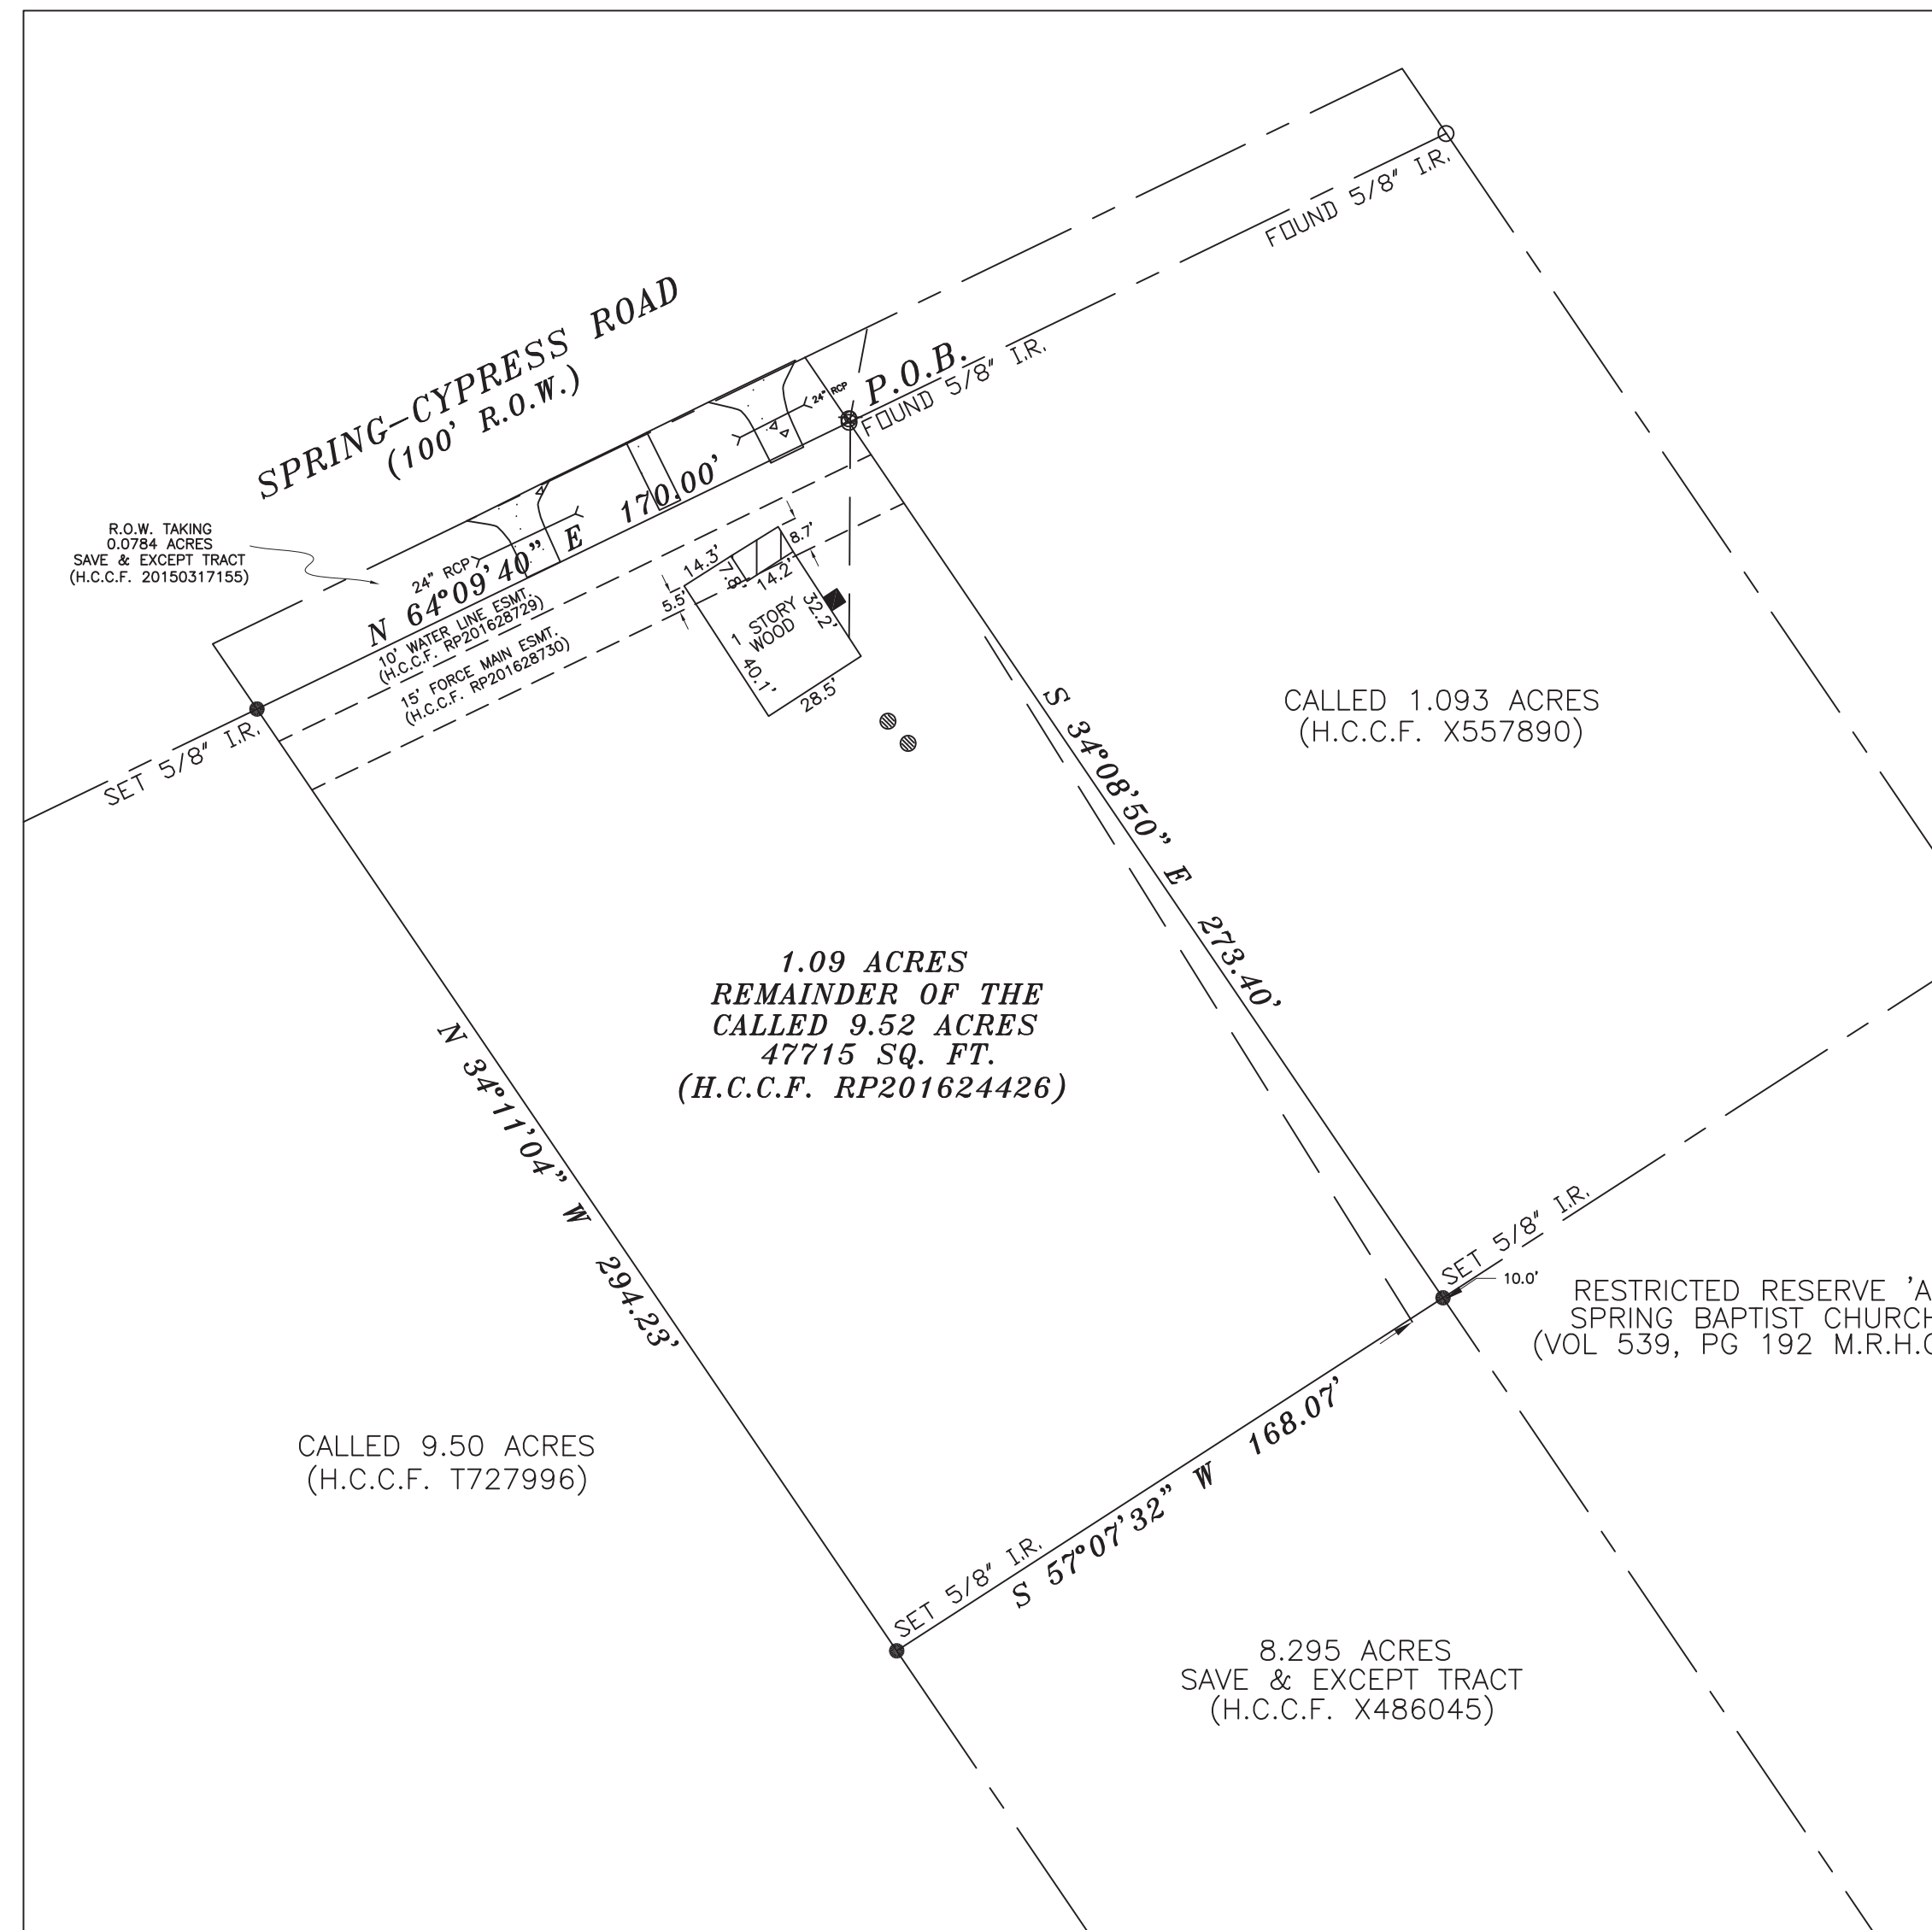 SPRING-CYPRESS ROAD
(100' R.O.W.)
P.O.B.
FOUND 5/8" I.R.
FOUND 5/8" I.R.
24" RCP
R.O.W. TAKING
0.0784 ACRES
SAVE & EXCEPT TRACT
(H.C.C.F. 20150317155)
24" RCP
N 64°09'40" E 170.00'
10' WATER LINE ESMT.
(H.C.C.F. RP201628729)
15' FORCE MAIN ESMT.
(H.C.C.F. RP201628730)
SET 5/8" I.R.
14.3'
8.7'
8.7'
14.2'
5.5'
1 STORY
WOOD
32.2'
40.1'
28.5'
S 34°08'50" E 273.40'
CALLED 1.093 ACRES
(H.C.C.F. X557890)
1.09 ACRES
REMAINDER OF THE
CALLED 9.52 ACRES
47715 SQ. FT.
(H.C.C.F. RP201624426)
N 34°11'04" W 294.23'
SET 5/8" I.R.
10.0'
RESTRICTED RESERVE 'A
SPRING BAPTIST CHURCH
(VOL 539, PG 192 M.R.H.C
S 57°07'32" W 168.07'
SET 5/8" I.R.
CALLED 9.50 ACRES
(H.C.C.F. T727996)
8.295 ACRES
SAVE & EXCEPT TRACT
(H.C.C.F. X486045)